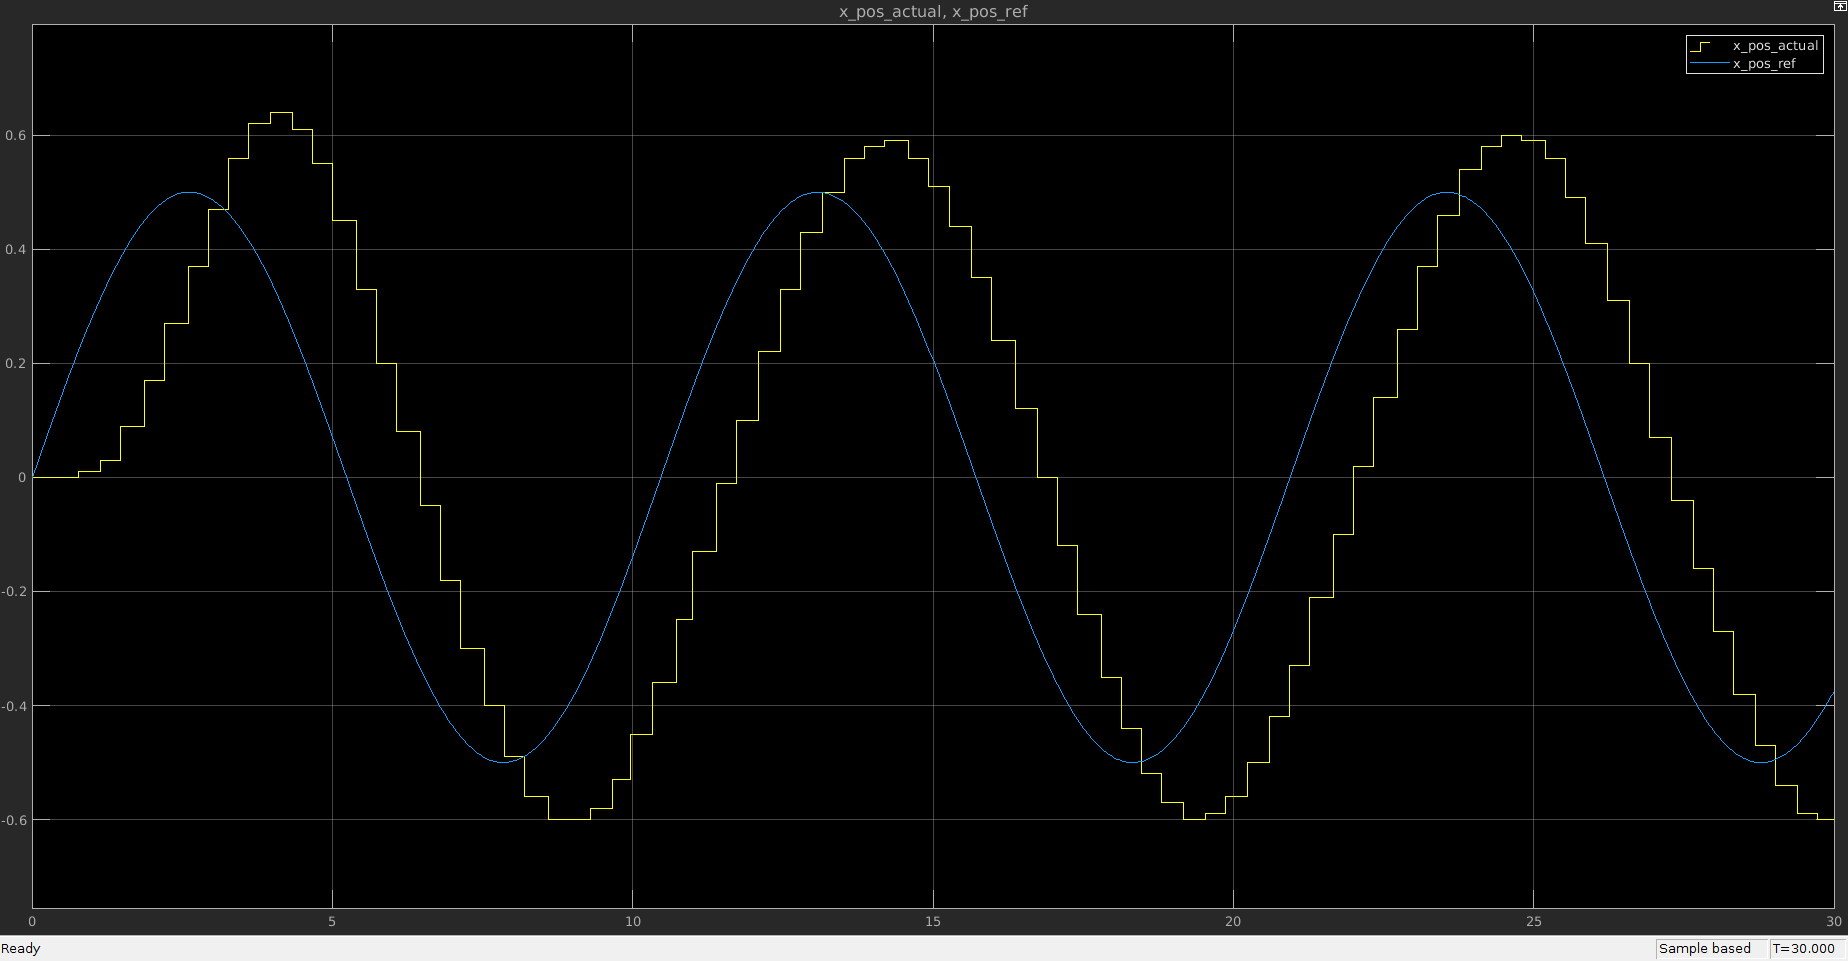 x_pos_actual, x_pos_ref
x_pos_actual
x_pos_ref
0.6
0.4
0.2
0
-0.2
-0.4
-0.6
0 5 10 15 20 25 30
Ready Sample based T=30.000